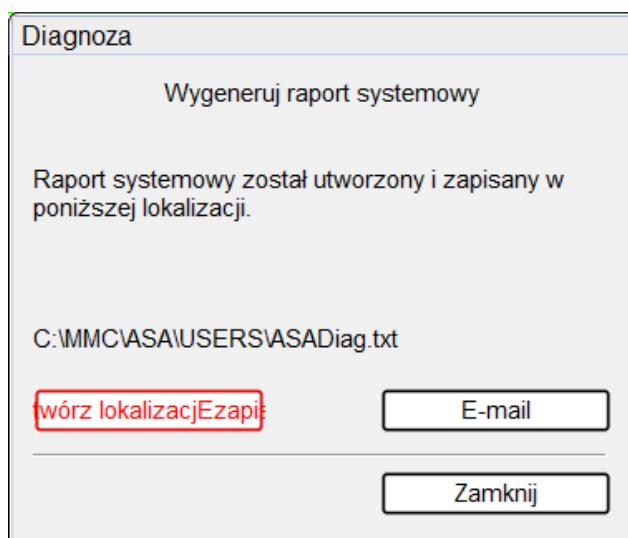 Diagnoza
Wygeneruj raport systemowy
Raport systemowy został utworzony i zapisany w
poniższej lokalizacji.
C:\MMC\ASA\USERS\ASADiag.txt
twórz lokalizacjEzapis
E-mail
Zamknij